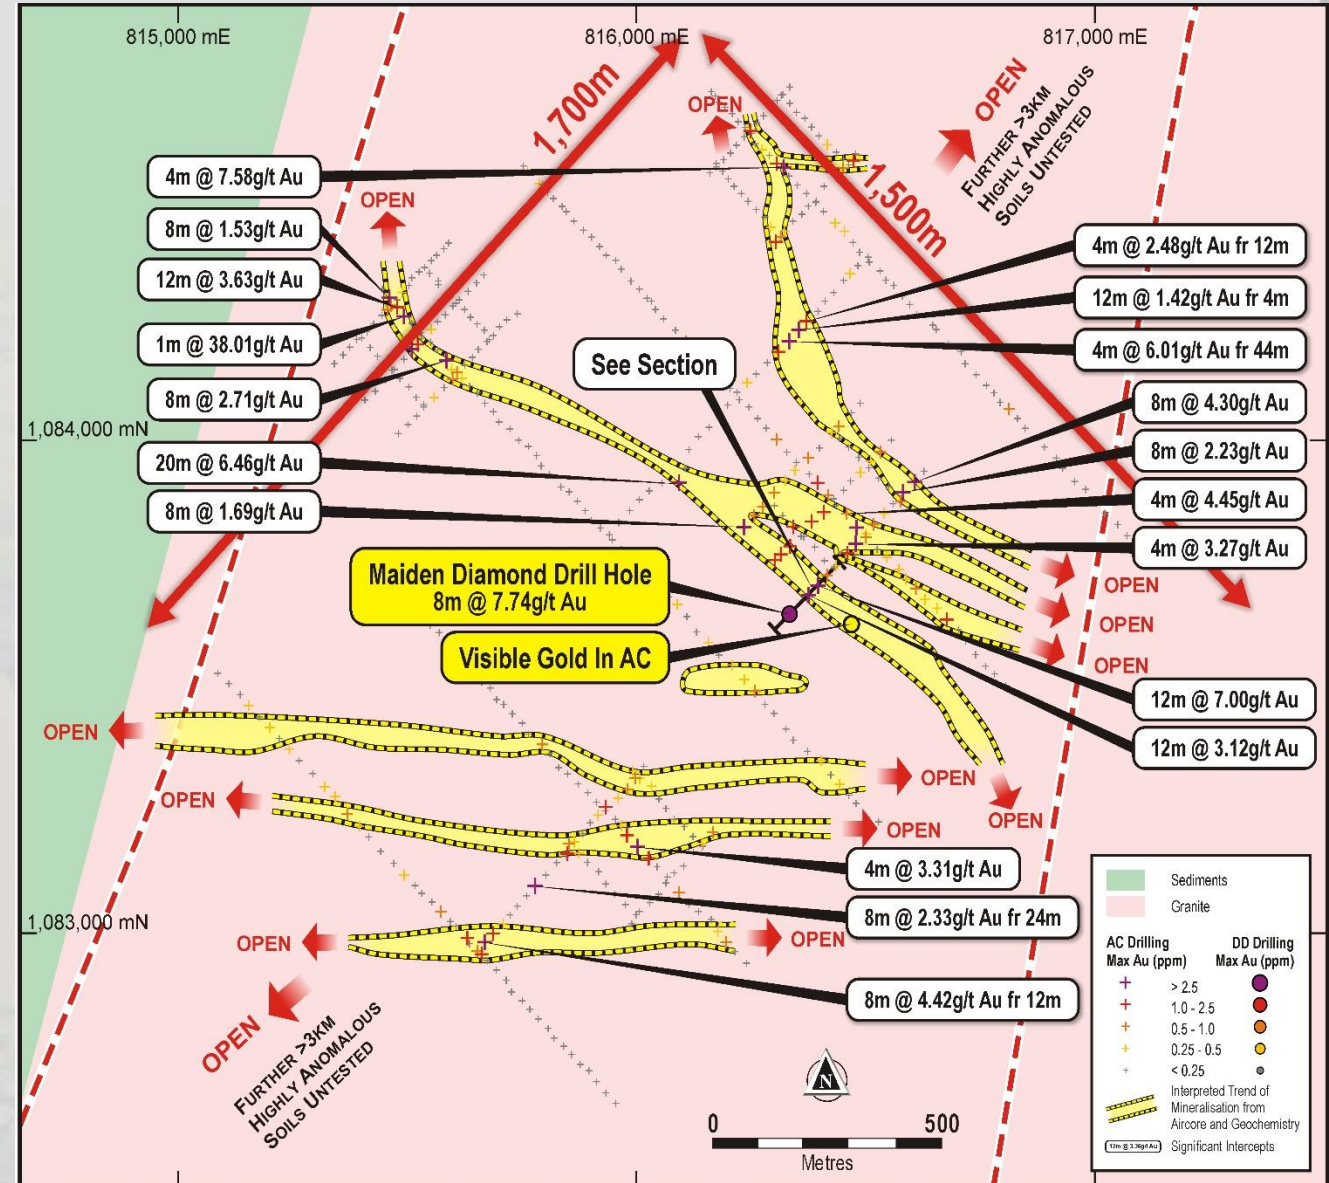 815,000 mE
816,000 mE
817,000 mE
1,700m
1,500m
OPEN
OPEN
FURTHER >3KM
HIGHLY ANOMALOUS
SOILS UNTESTED
4m @ 7.58g/t Au
OPEN
8m @ 1.53g/t Au
12m @ 3.63g/t Au
1m @ 38.01g/t Au
8m @ 2.71g/t Au
1,084,000 mN
20m @ 6.46g/t Au
8m @ 1.69g/t Au
See Section
4m @ 2.48g/t Au fr 12m
12m @ 1.42g/t Au fr 4m
4m @ 6.01g/t Au fr 44m
8m @ 4.30g/t Au
8m @ 2.23g/t Au
4m @ 4.45g/t Au
4m @ 3.27g/t Au
Maiden Diamond Drill Hole
8m @ 7.74g/t Au
Visible Gold In AC
OPEN
OPEN
OPEN
12m @ 7.00g/t Au
12m @ 3.12g/t Au
OPEN
OPEN
OPEN
OPEN
OPEN
4m @ 3.31g/t Au
8m @ 2.33g/t Au fr 24m
1,083,000 mN
OPEN
OPEN
8m @ 4.42g/t Au fr 12m
OPEN
FURTHER >3KM
HIGHLY ANOMALOUS
SOILS UNTESTED
N
0 500
Metres
Sediments
Granite
AC Drilling DD Drilling
Max Au (ppm) Max Au (ppm)
> 2.5
1.0 - 2.5
0.5 - 1.0
0.25 - 0.5
< 0.25
Interpreted Trend of
Mineralisation from
Aircore and Geochemistry
Significant Intercepts